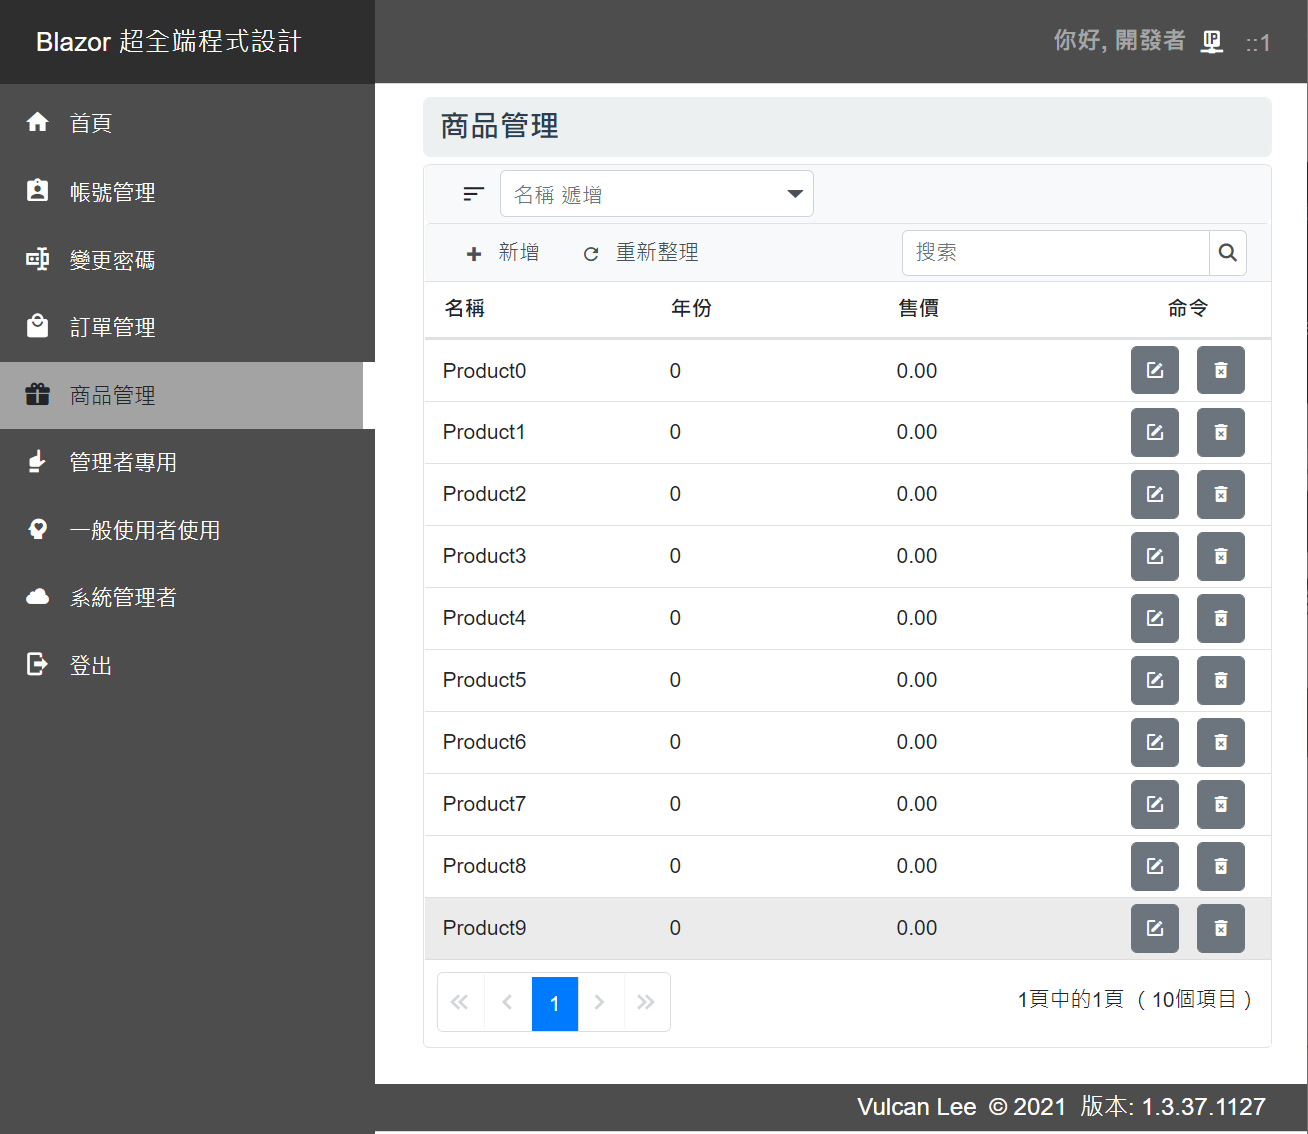 Blazor 超全端程式設計
你好, 開發者 IP ::1
首頁
帳號管理
變更密碼
訂單管理
商品管理
管理者專用
一般使用者使用
系統管理者
登出
商品管理
名稱 遞增
新增 重新整理 搜索
名稱 年份 售價 命令
Product0 0 0.00
Product1 0 0.00
Product2 0 0.00
Product3 0 0.00
Product4 0 0.00
Product5 0 0.00
Product6 0 0.00
Product7 0 0.00
Product8 0 0.00
Product9 0 0.00
1 1頁中的1頁 ( 10個項目 )
Vulcan Lee © 2021 版本: 1.3.37.1127